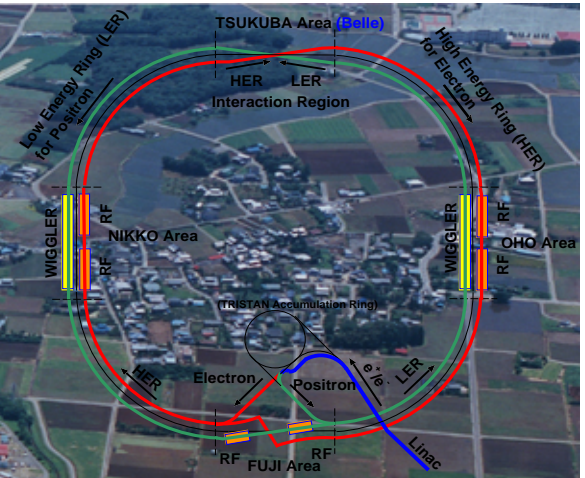 TSUKUBA Area (Belle)
Low Energy Ring (LER)
for Positron
High Energy Ring (HER)
for Electron
HER
LER
Interaction Region
WIGGLER
RF
NIKKO Area
WIGGLER
RF
OHO Area
RF
RF
(TRISTAN Accumulation Ring)
HER
Electron
Positron
e+/e-
LER
Linac
RF
RF
FUJI Area